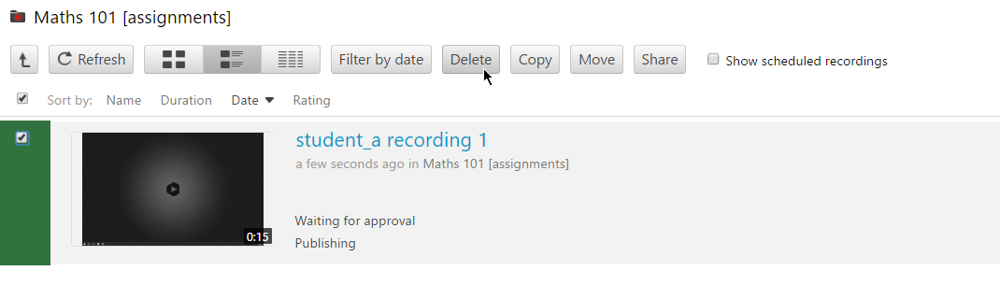 Maths 101 [assignments]
Refresh Filter by date Delete Copy Move Share Show scheduled recordings
Sort by: Name Duration Date Rating
student_a recording 1
a few seconds ago in Maths 101 [assignments]
Waiting for approval
0:15
Publishing